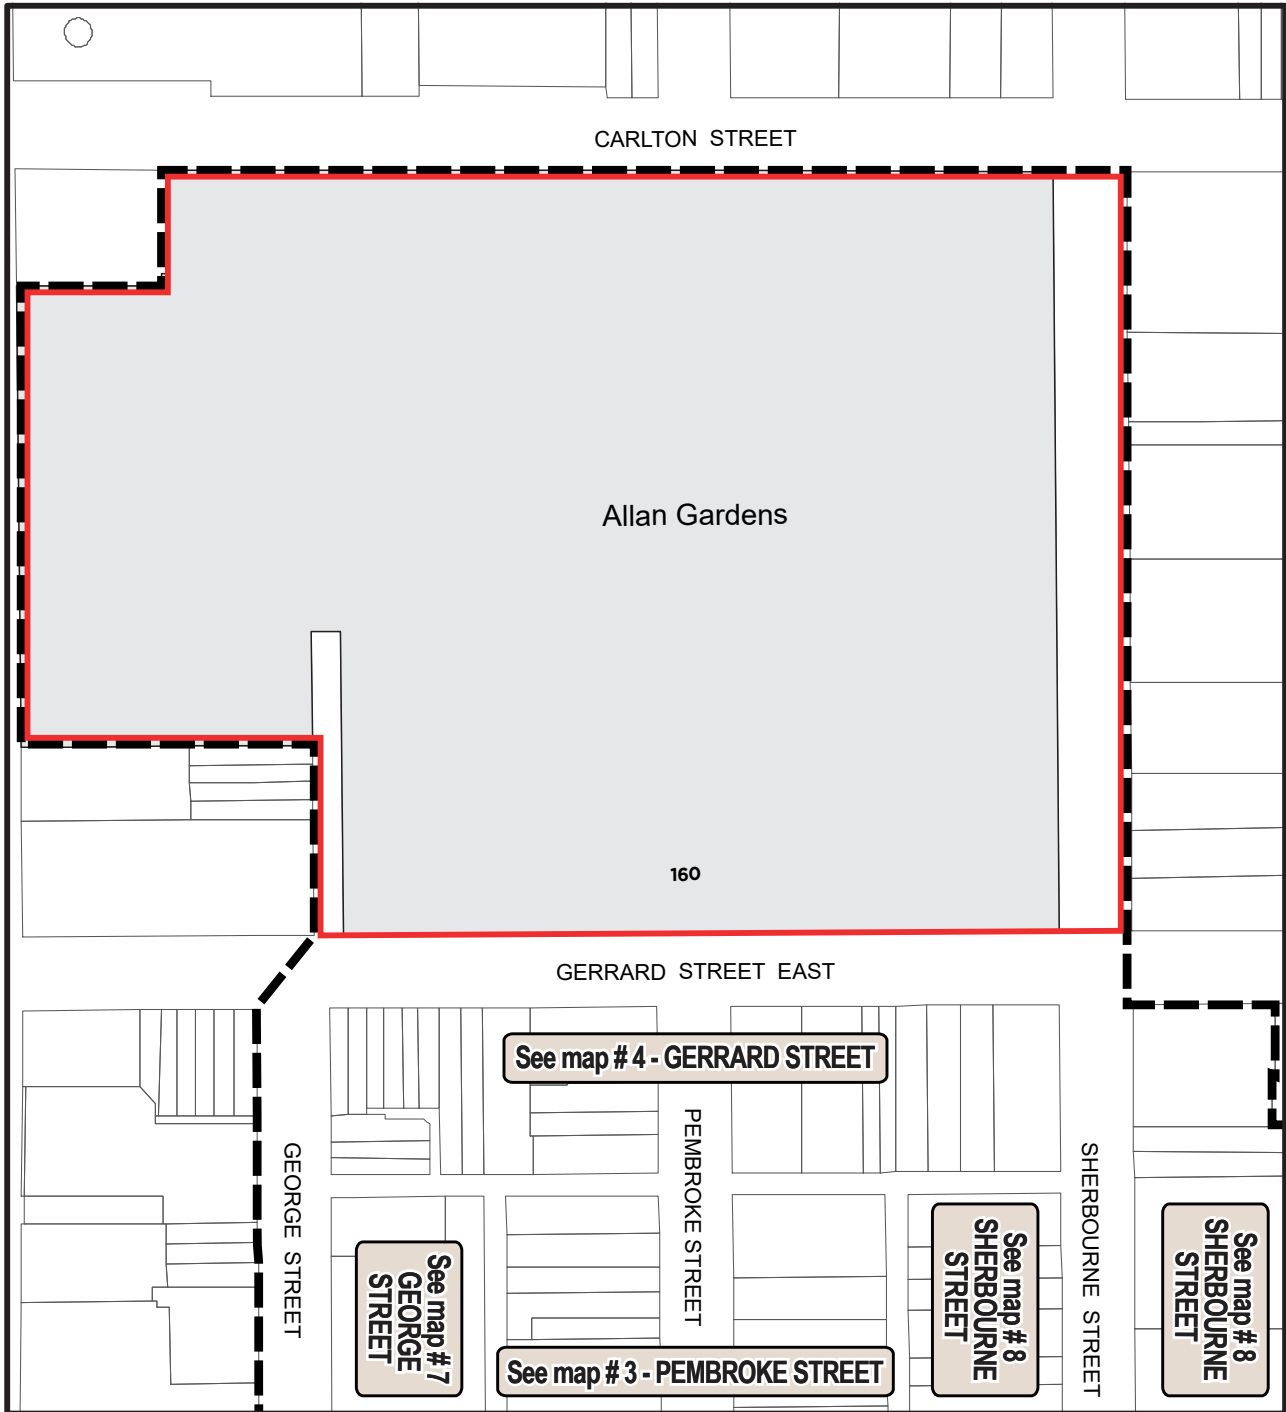 CARLTON STREET
Allan Gardens
160
GERRARD STREET EAST
See map # 4 - GERRARD STREET
GEORGE STREET
PEMBROKE STREET
SHERBOURNE STREET
See map # 7
GEORGE
STREET
See map # 8
SHERBOURNE
STREET
See map # 8
SHERBOURNE
STREET
See map # 3 - PEMBROKE STREET